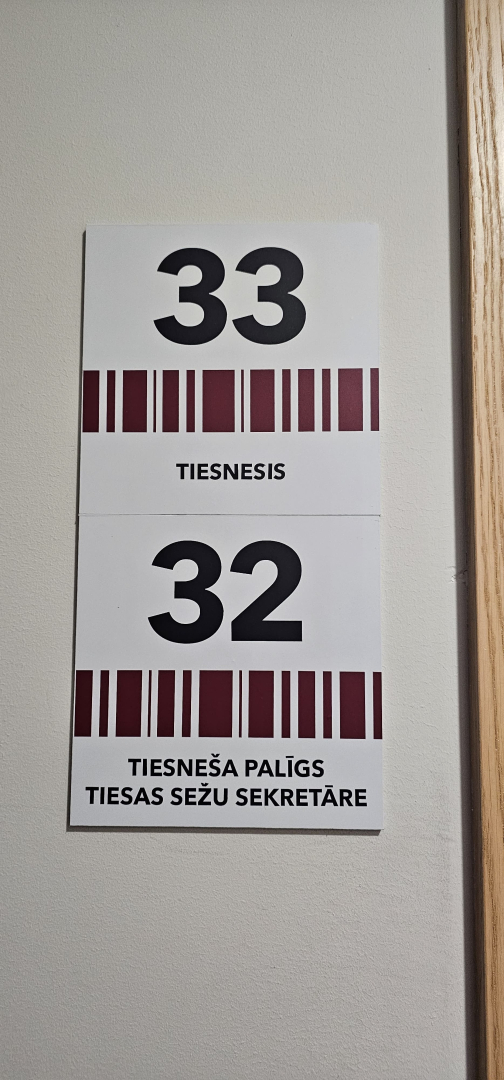 33
TIESNESIS
32
TIESNEŠA PALĪGS
TIESAS SEŽU SEKRETĀRE